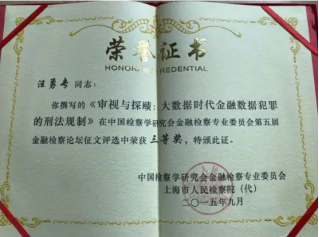 荣誉证书
HONOR CREDENTIAL
汪勇专同志：
你撰写的《审视与探赜：大数据时代金融数据犯罪
的刑法规制》在中国检察学研究会金融检察专业委员会第五届
金融检察论坛征文评选中荣获三等奖，特颁此证。
中国检察学研究会金融检察专业委员会
上海市人民检察院（代）
二〇一五年九月